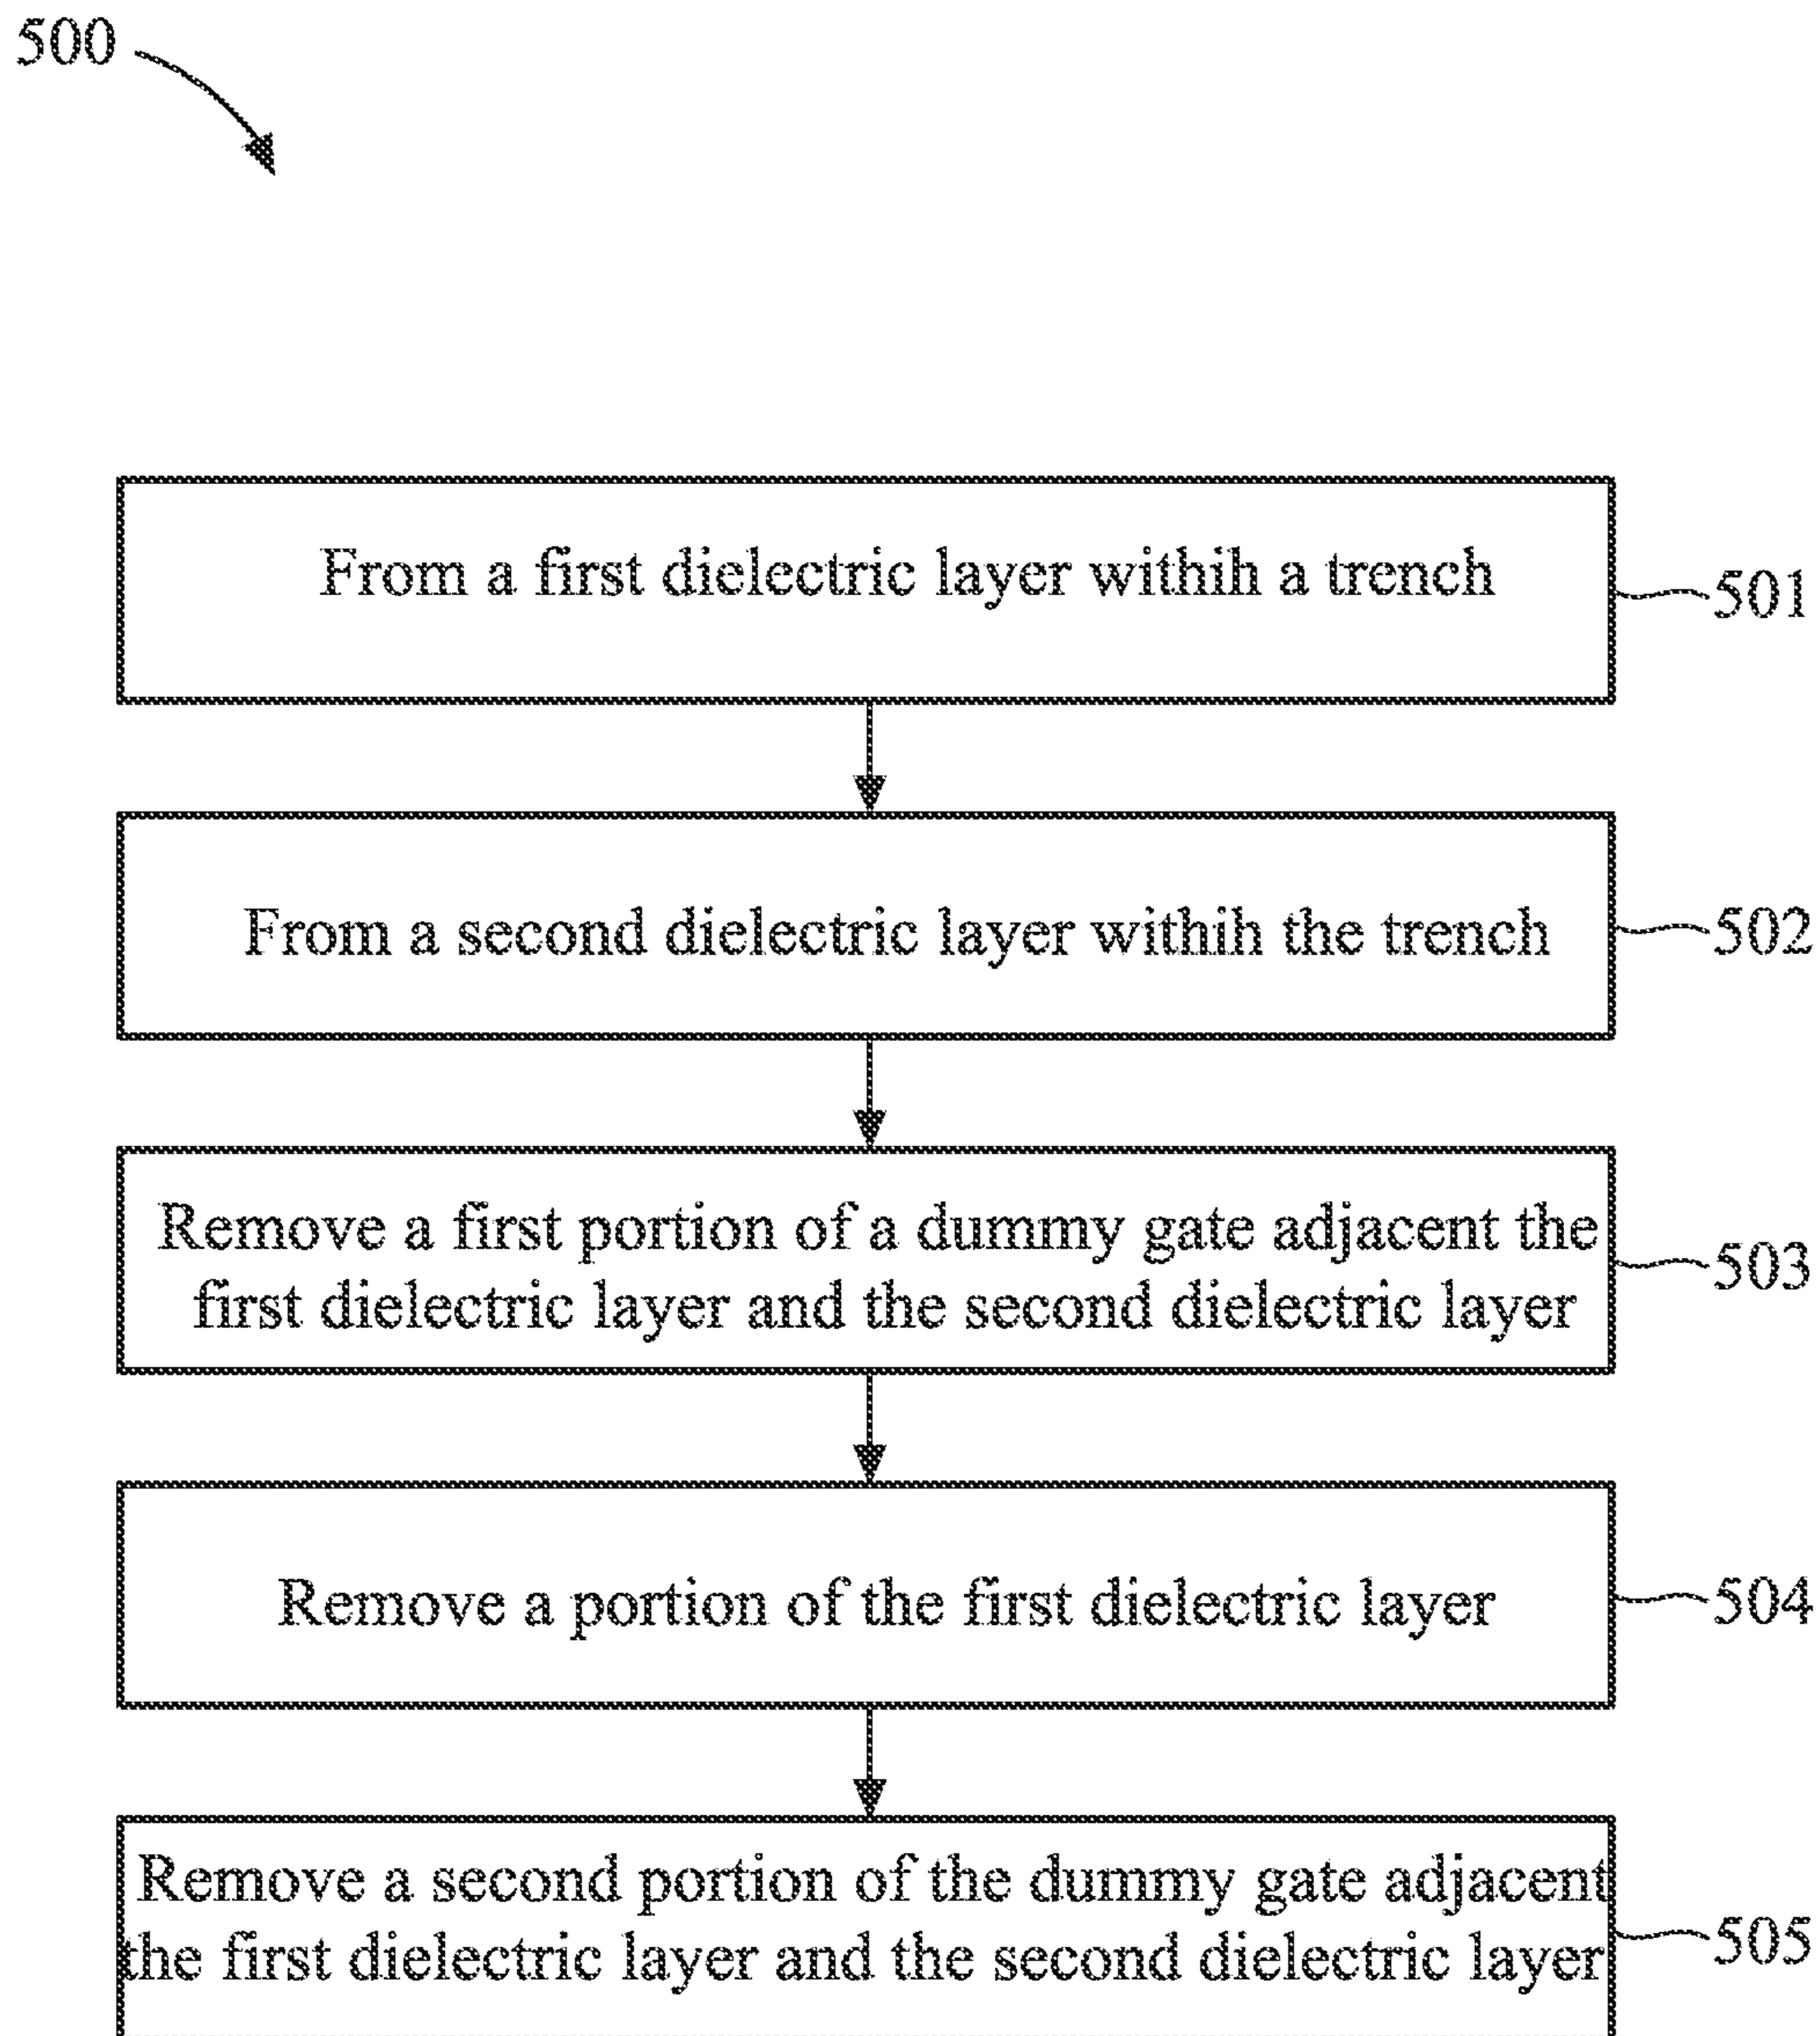 500
From a first dielectric layer withih a trench
501
From a second dielectric layer withih the trench
502
Remove a first portion of a dummy gate adjacent the
first dielectric layer and the second dielectric layer
503
Remove a portion of the first dielectric layer
504
Remove a second portion of the dummy gate adjacent
the first dielectric layer and the second dielectric layer
505